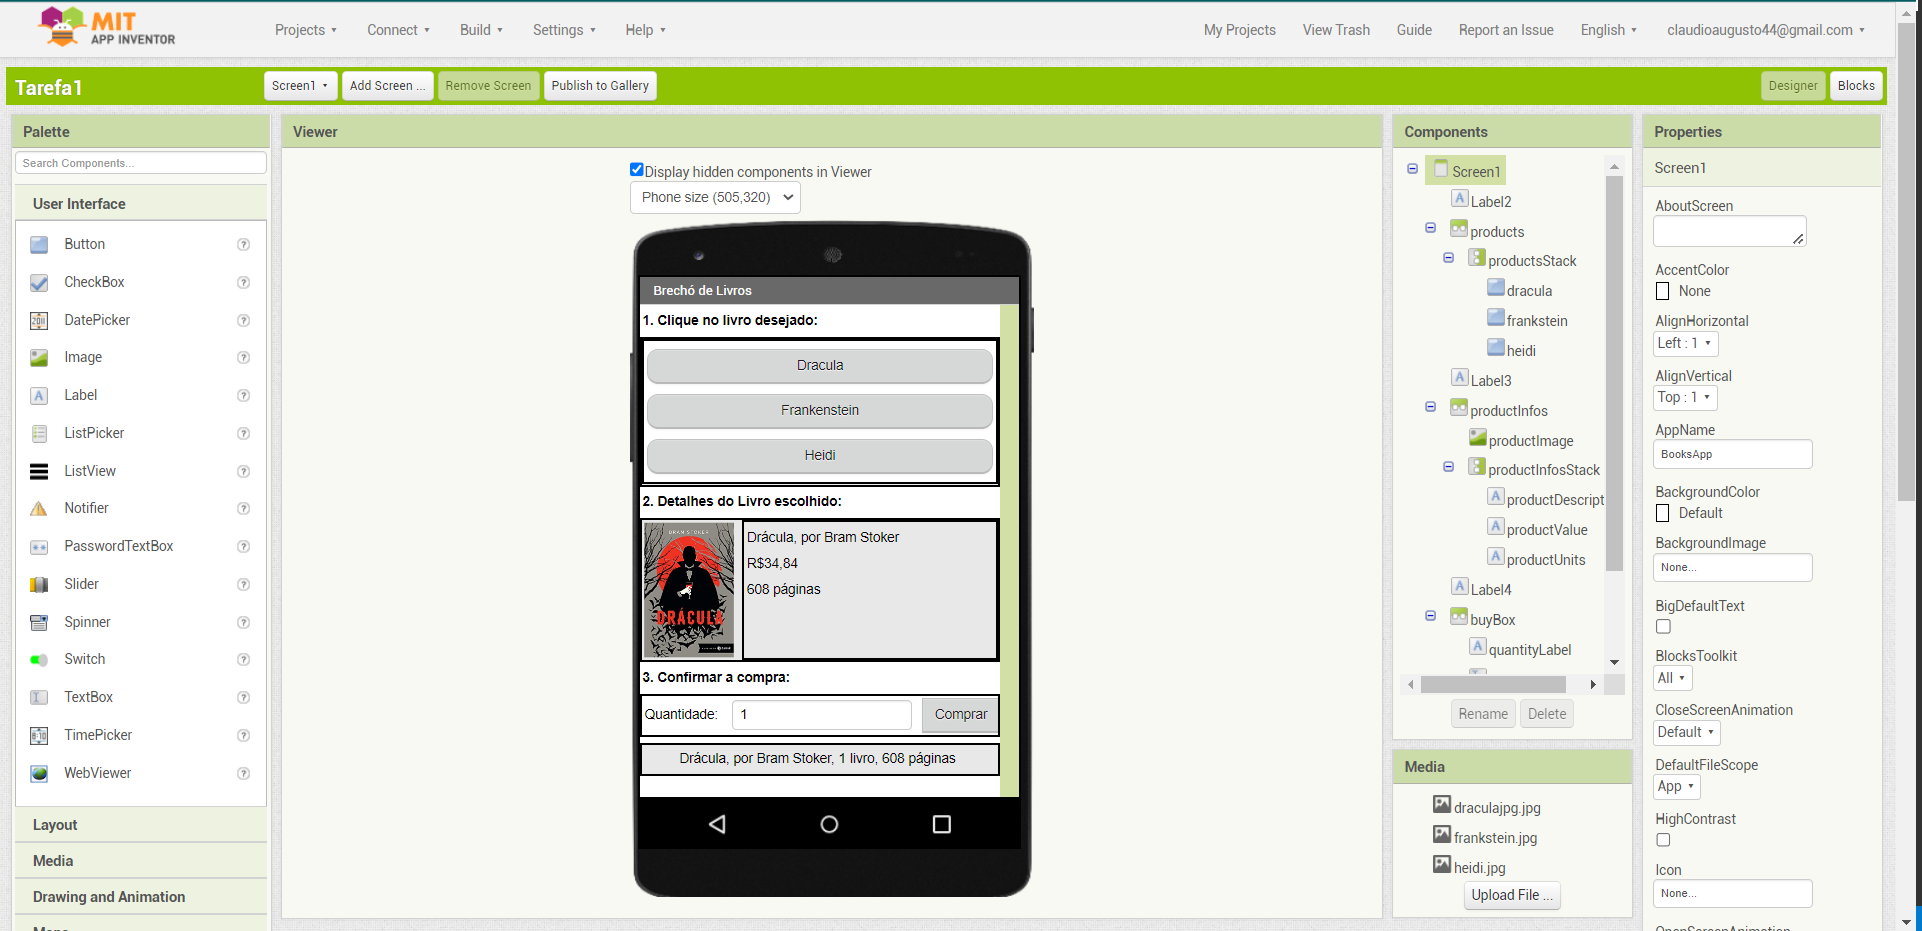 MIT
APP INVENTOR
Projects
Connect
Build
Settings
Help
My Projects
View Trash
Guide
Report an Issue
English
claudioaugusto44@gmail.com
Tarefa1
Screen1
Add Screen ...
Remove Screen
Publish to Gallery
Designer
Blocks
Palette
Search Components...
User Interface
Button
CheckBox
DatePicker
Image
Label
ListPicker
ListView
Notifier
PasswordTextBox
Slider
Spinner
Switch
TextBox
TimePicker
WebViewer
Layout
Media
Drawing and Animation
Maps
Viewer
Display hidden components in Viewer
Phone size (505,320)
Brechó de Livros
1. Clique no livro desejado:
Dracula
Frankenstein
Heidi
2. Detalhes do Livro escolhido:
BRAM STOKER
DRÁCULA
Drácula, por Bram Stoker
R$34,84
608 páginas
3. Confirmar a compra:
Quantidade:
1
Comprar
Drácula, por Bram Stoker, 1 livro, 608 páginas
Components
Screen1
Label2
products
productsStack
dracula
frankstein
heidi
Label3
productInfos
productImage
productInfosStack
productDescript
productValue
productUnits
Label4
buyBox
quantityLabel
Rename
Delete
Media
draculajpg.jpg
frankstein.jpg
heidi.jpg
Upload File ...
Properties
Screen1
AboutScreen
AccentColor
None
AlignHorizontal
Left : 1
AlignVertical
Top : 1
AppName
BooksApp
BackgroundColor
Default
BackgroundImage
None...
BigDefaultText
BlocksToolkit
All
CloseScreenAnimation
Default
DefaultFileScope
App
HighContrast
Icon
None...
OpenScreenAnimation